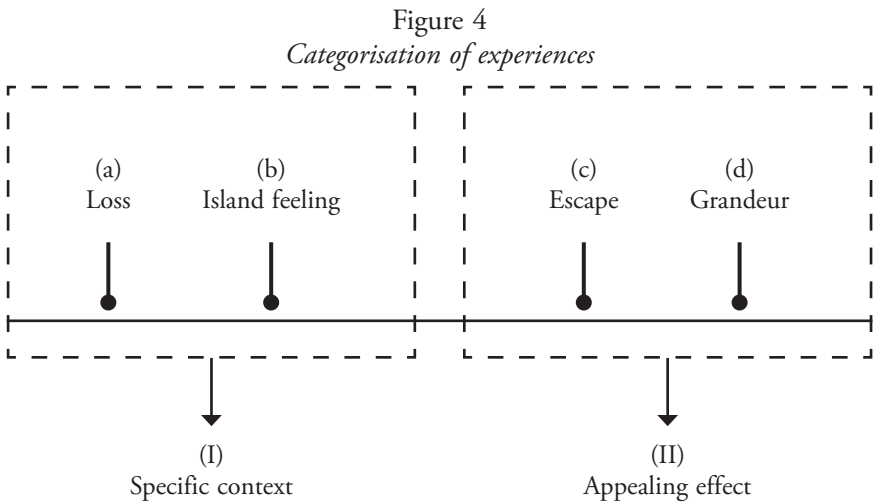 Figure 4
Categorisation of experiences
(a)
Loss
(b)
Island feeling
(c)
Escape
(d)
Grandeur
(I)
Specific context
(II)
Appealing effect